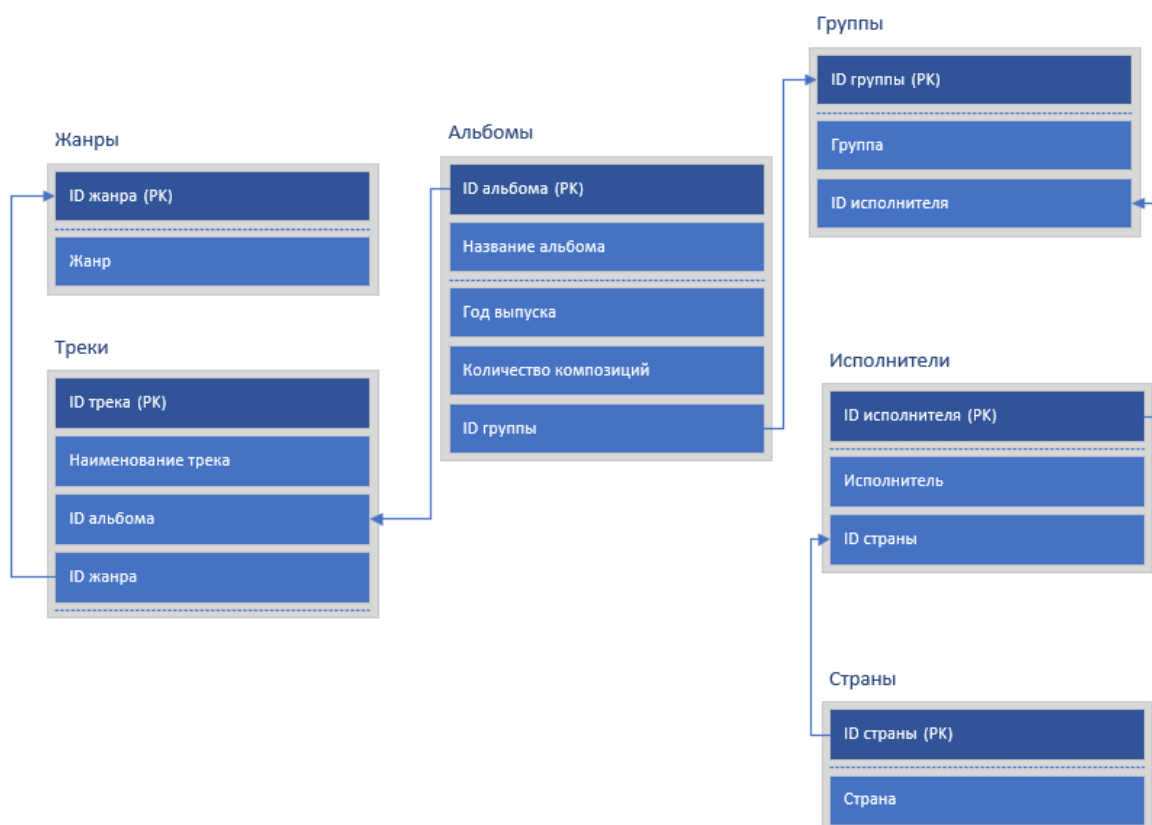 Жанры
ID жанра (PK)
Жанр
Треки
ID трека (PK)
Наименование трека
ID альбома
ID жанра
Альбомы
ID альбома (PK)
Название альбома
Год выпуска
Количество композиций
ID группы
Группы
ID группы (PK)
Группа
ID исполнителя
Исполнители
ID исполнителя (PK)
Исполнитель
ID страны
Страны
ID страны (PK)
Страна